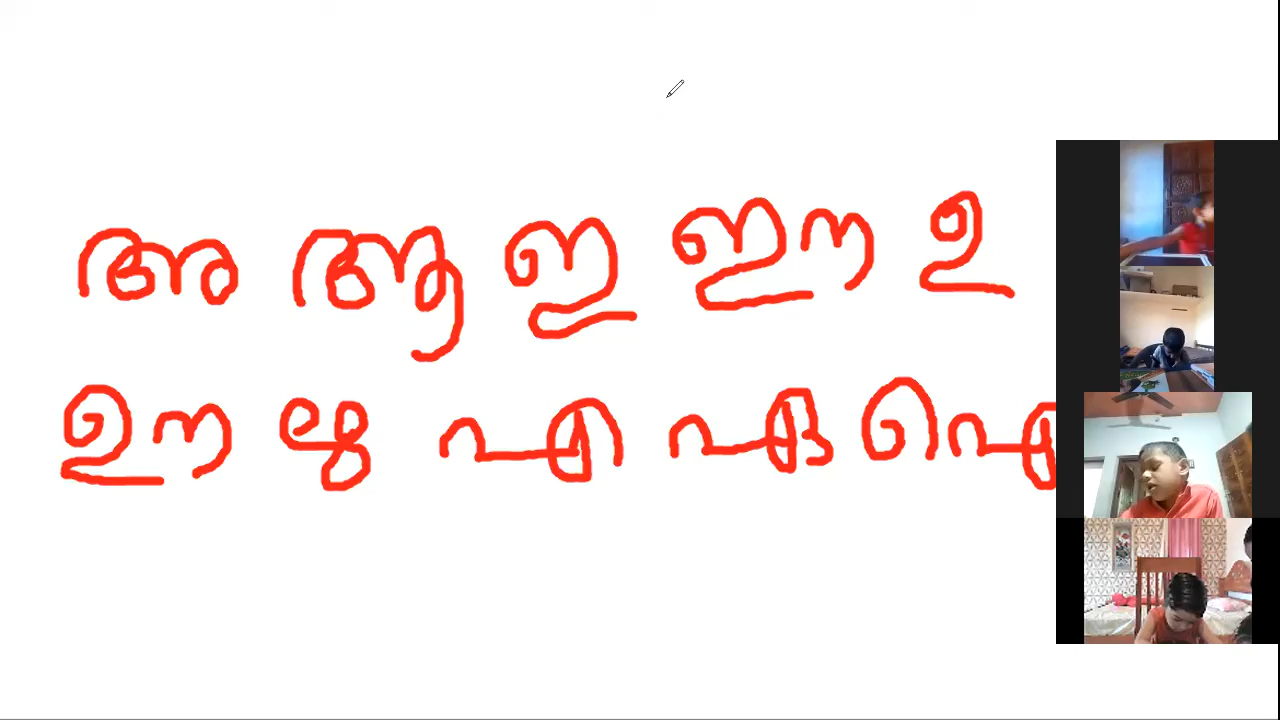 അ ആ ഇ ഈ ഉ
ഊ ഋ എ ഏ ഐ